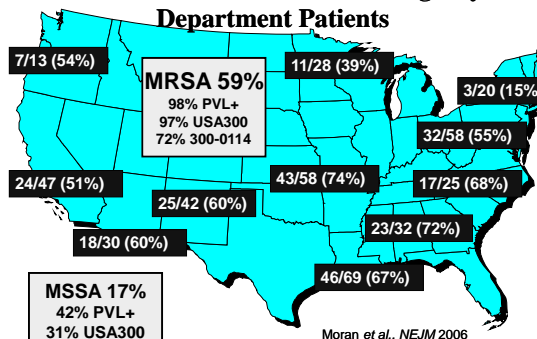 Department Patients
7/13 (54%)
11/28 (39%)
MRSA 59%
98% PVL+
97% USA300
72% 300-0114
3/20 (15%
32/58 (55%)
24/47 (51%)
43/58 (74%)
17/25 (68%)
25/42 (60%)
18/30 (60%)
23/32 (72%)
46/69 (67%)
MSSA 17%
42% PVL+
31% USA300
Moran et al., NEJM 2006